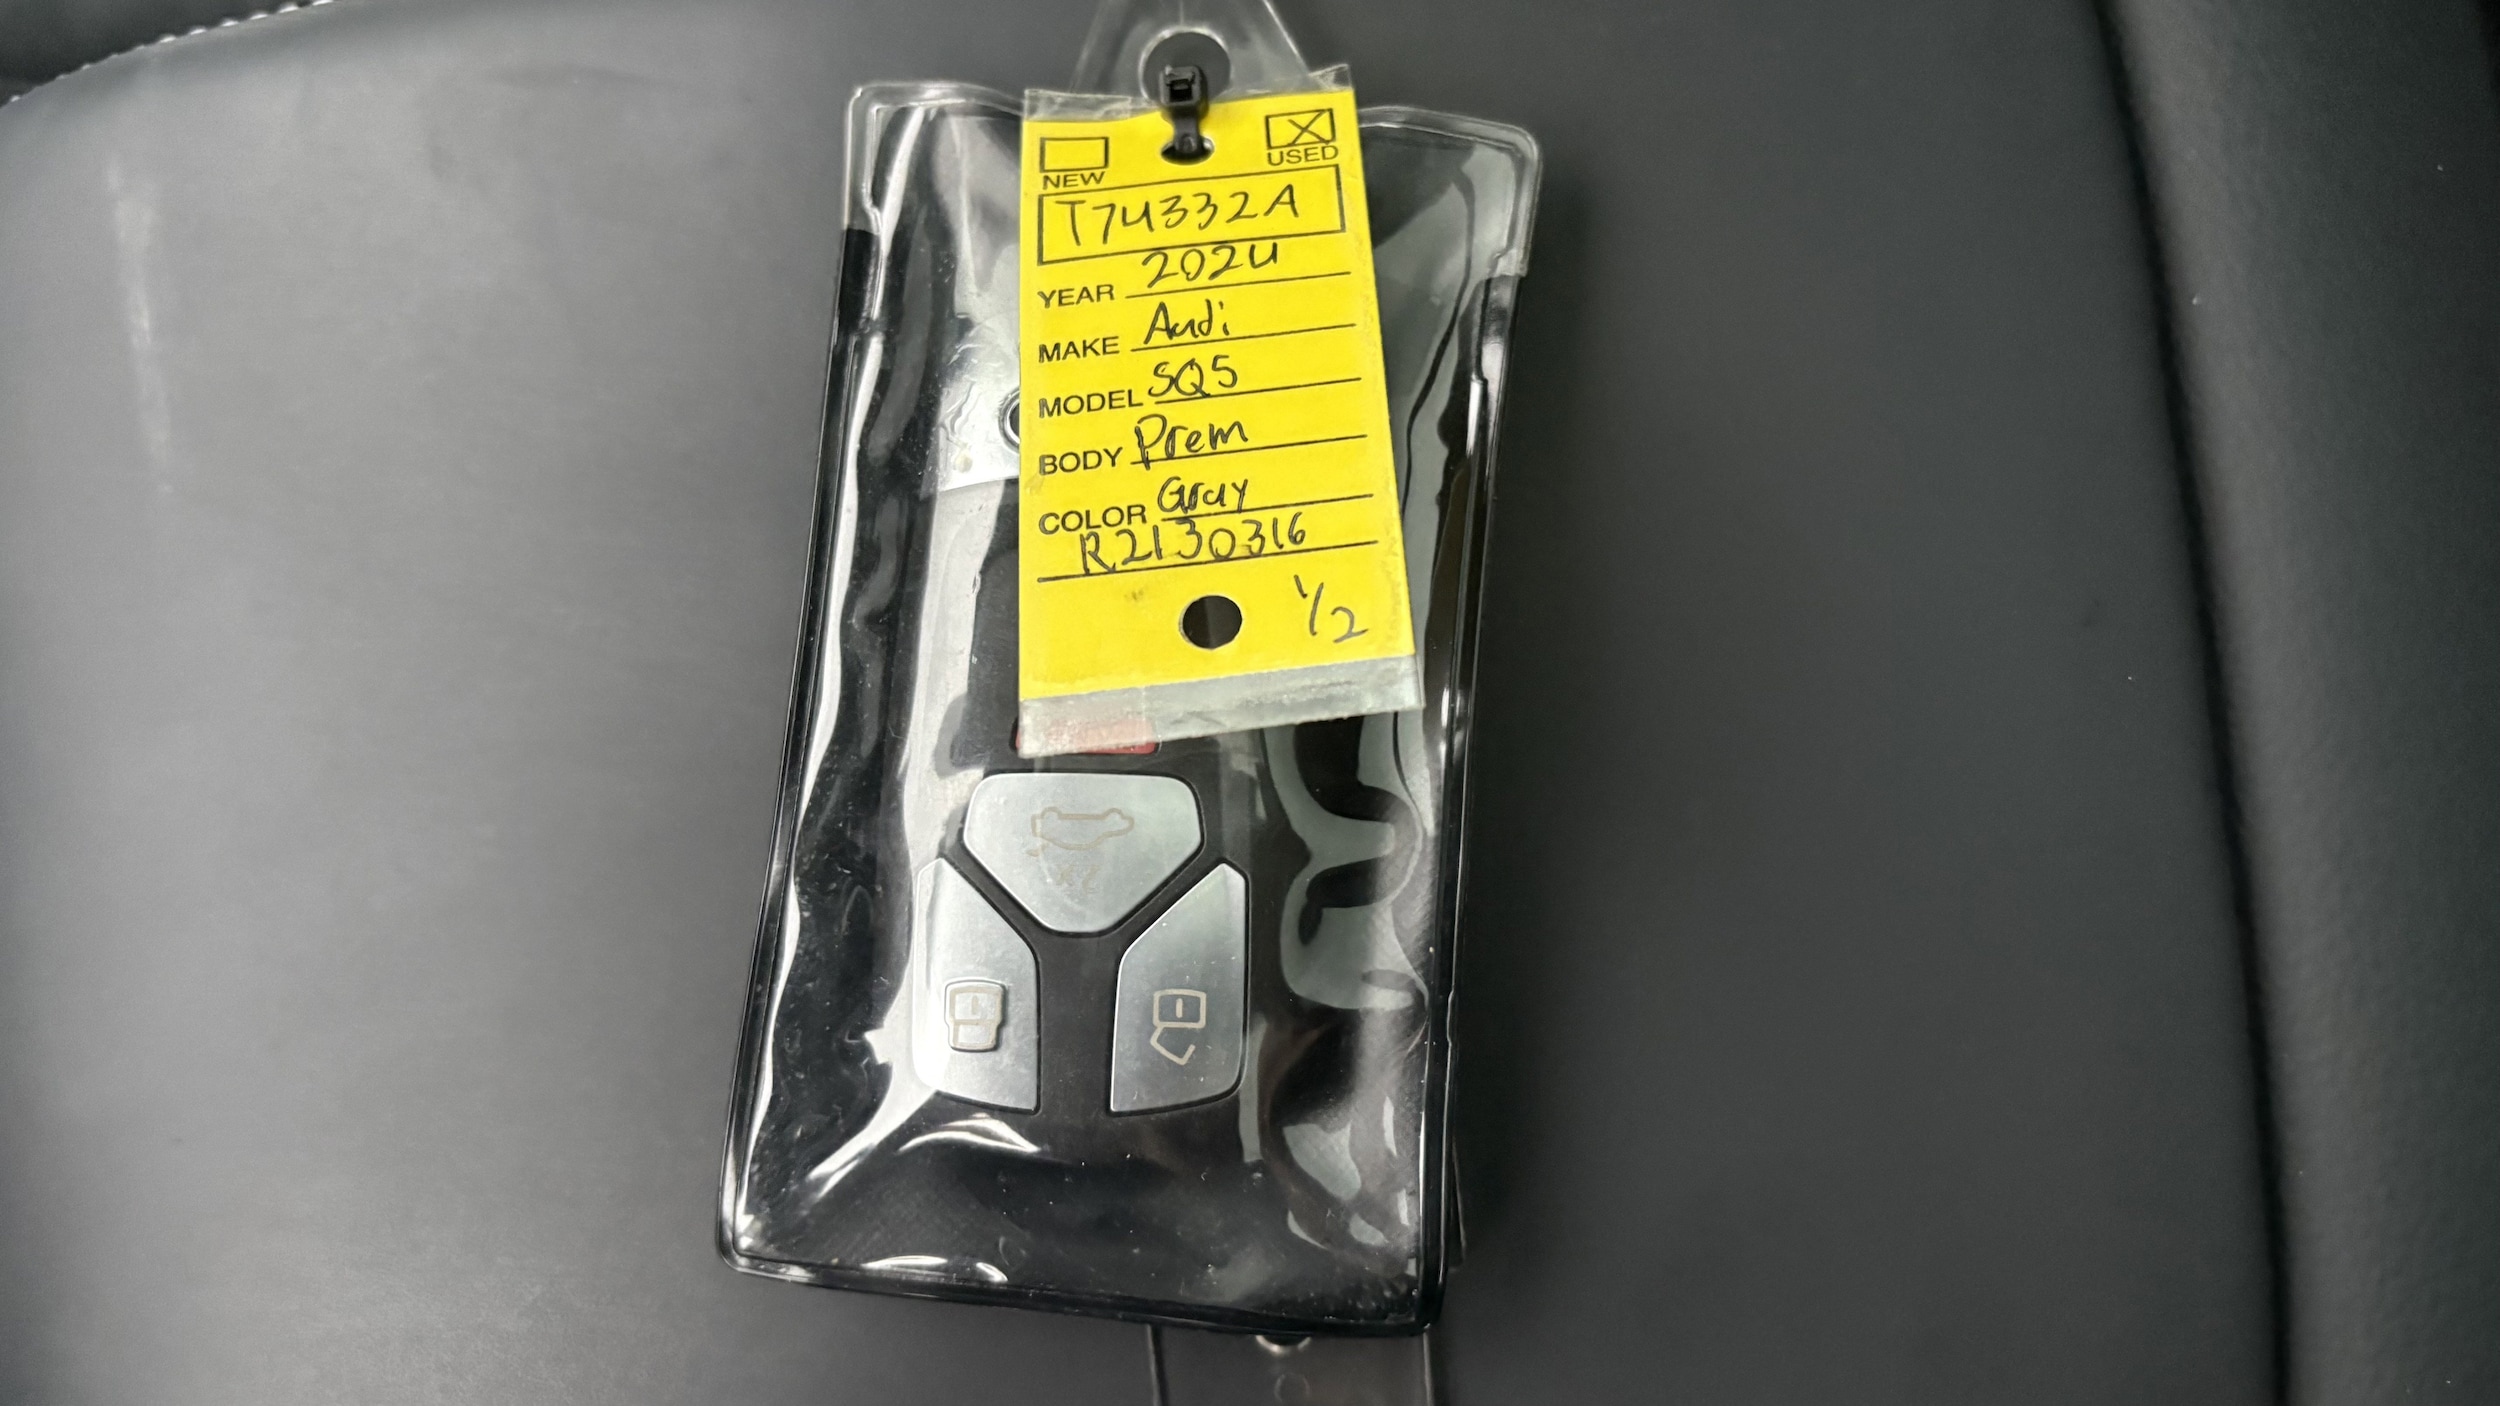 NEW USED
T74332A
YEAR 2024
MAKE Audi
MODEL SQ5
BODY Prem
COLOR Gray
R2130316
1/2